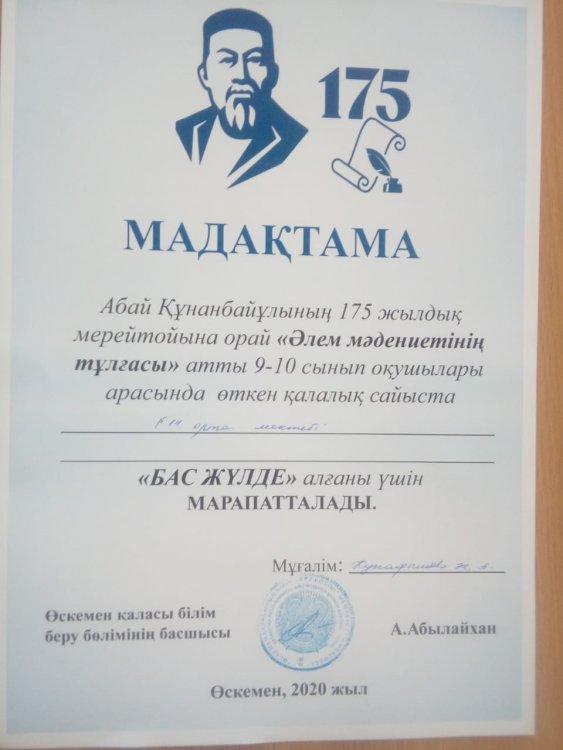 175
МАДАҚТАМА
Абай Құнанбайұлының 175 жылдық
мерейтойына орай «Әлем мәдениетінің
тұлғасы» атты 9-10 сынып оқушылары
арасында өткен қалалық сайыста
орта мектебі
«БАС ЖҮЛДЕ» алғаны үшін
МАРАПАТТАЛАДЫ.
Мұғалім:
Өскемен қаласы білім
беру бөлімінің басшысы
А.Абылайхан
Өскемен, 2020 жыл